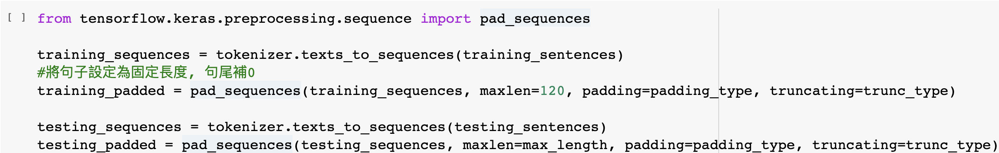 [ ] from tensorflow.keras.preprocessing.sequence import pad_sequences
training_sequences = tokenizer.texts_to_sequences(training_sentences)
#將句子設定為固定長度, 句尾補0
training_padded = pad_sequences(training_sequences, maxlen=120, padding=padding_type, truncating=trunc_type)
testing_sequences = tokenizer.texts_to_sequences(testing_sentences)
testing_padded = pad_sequences(testing_sequences, maxlen=max_length, padding=padding_type, truncating=trunc_type)